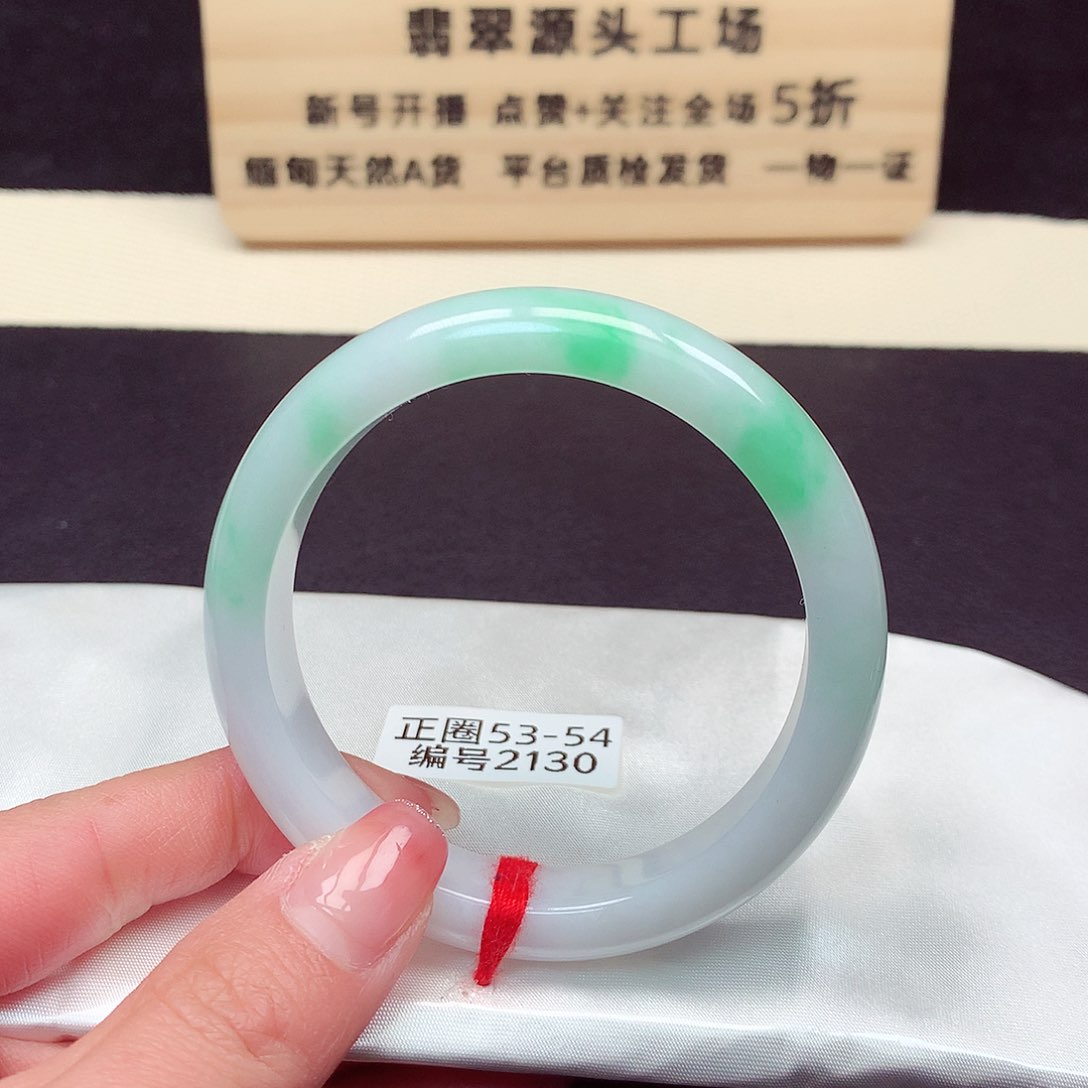 翡翠源头工场
新号开播 点赞+关注全场5折
缅甸天然A货 平台质检发货 一物一证
正圈53-54
编号2130